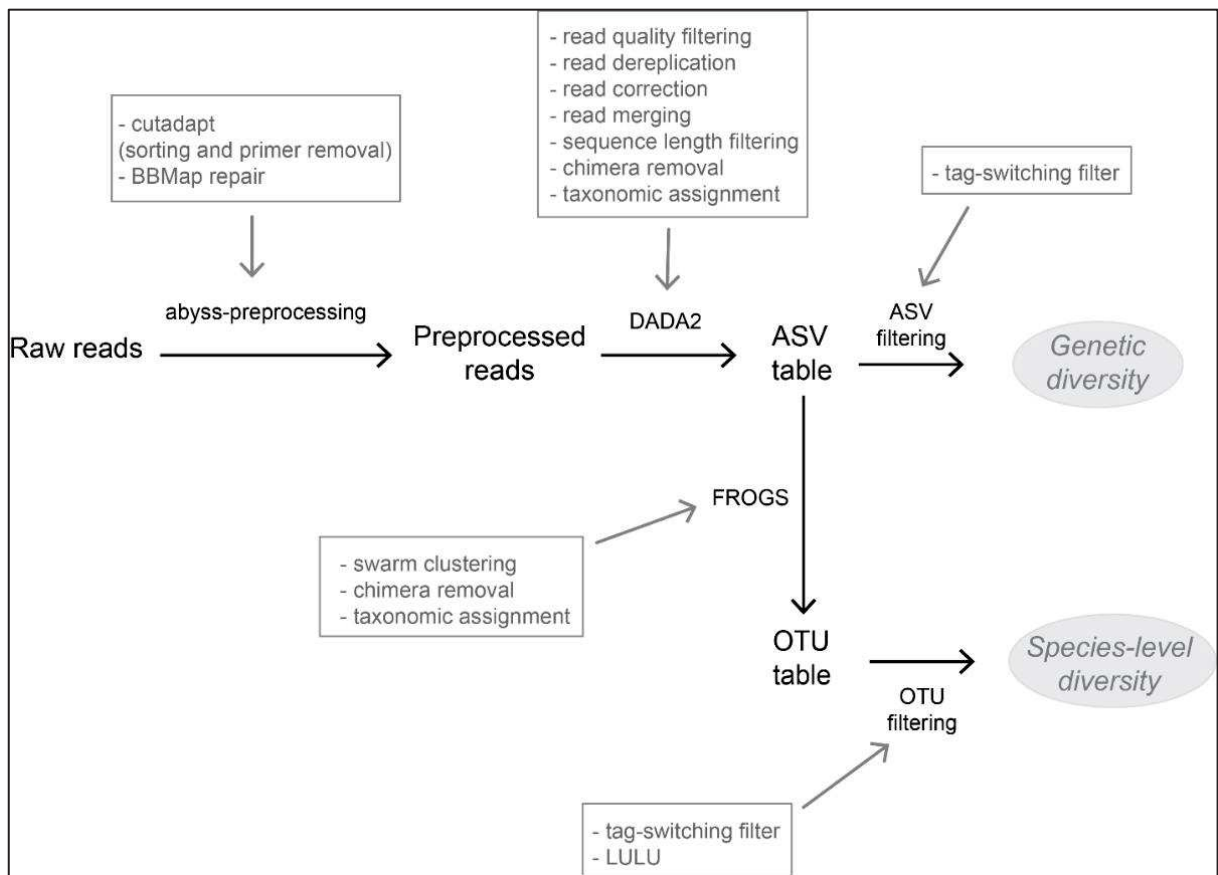 - read quality filtering
- read dereplication
- read correction
- read merging
- sequence length filtering
- chimera removal
- taxonomic assignment
- cutadapt
(sorting and primer removal)
- BBMap repair
- tag-switching filter
Raw reads
abyss-preprocessing
Preprocessed
reads
DADA2
ASV
table
ASV
filtering
Genetic
diversity
FROGS
- swarm clustering
- chimera removal
- taxonomic assignment
OTU
table
OTU
filtering
Species-level
diversity
- tag-switching filter
- LULU